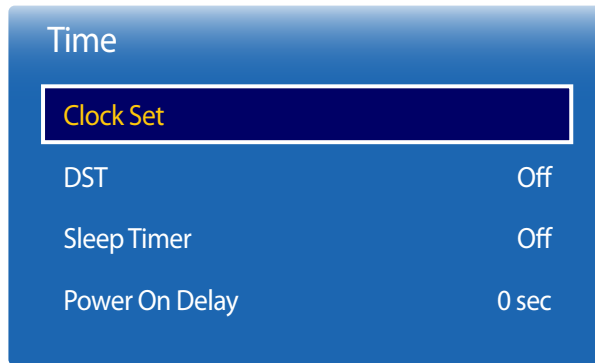 Time
Clock Set
DST Off
Sleep Timer Off
Power On Delay 0 sec